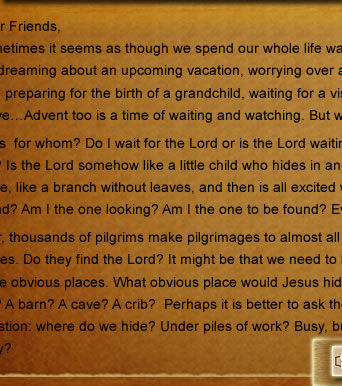 r Friends,
netimes it seems as though we spend our whole life wa
dreaming about an upcoming vacation, worrying over a
preparing for the birth of a grandchild, waiting for a vis
ve…Advent too is a time of waiting and watching. But w
s for whom? Do I wait for the Lord or is the Lord waitin
? Is the Lord somehow like a little child who hides in an
e, like a branch without leaves, and then is all excited w
nd? Am I the one looking? Am I the one to be found? Ev
r, thousands of pilgrims make pilgrimages to almost all
es. Do they find the Lord? It might be that we need to l
e obvious places. What obvious place would Jesus hid
? A barn? A cave? A crib? Perhaps it is better to ask the
stion: where do we hide? Under piles of work? Busy, bu
y?